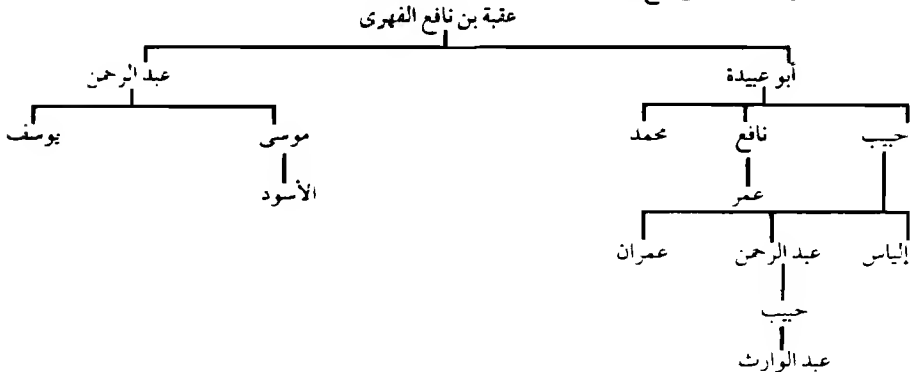 عقبة بن نافع الفهرى
أبو عبيدة عبد الرحمن
حبيب نافع محمد موسى يوسف
عمر الأسود
إلياس عبد الرحمن عمران
حبيب
عبد الوارث